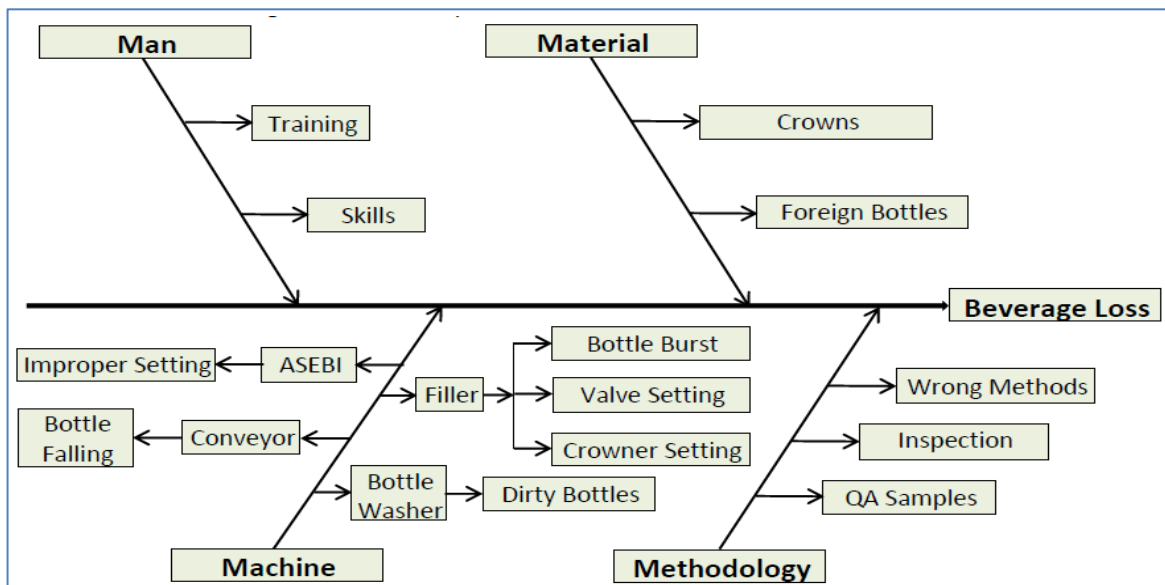 Man
Material
Training
Crowns
Skills
Foreign Bottles
Beverage Loss
Bottle Burst
Improper Setting
ASEBI
Filler
Valve Setting
Wrong Methods
Bottle
Falling
Conveyor
Crowner Setting
Inspection
Bottle
Washer
Dirty Bottles
QA Samples
Machine
Methodology